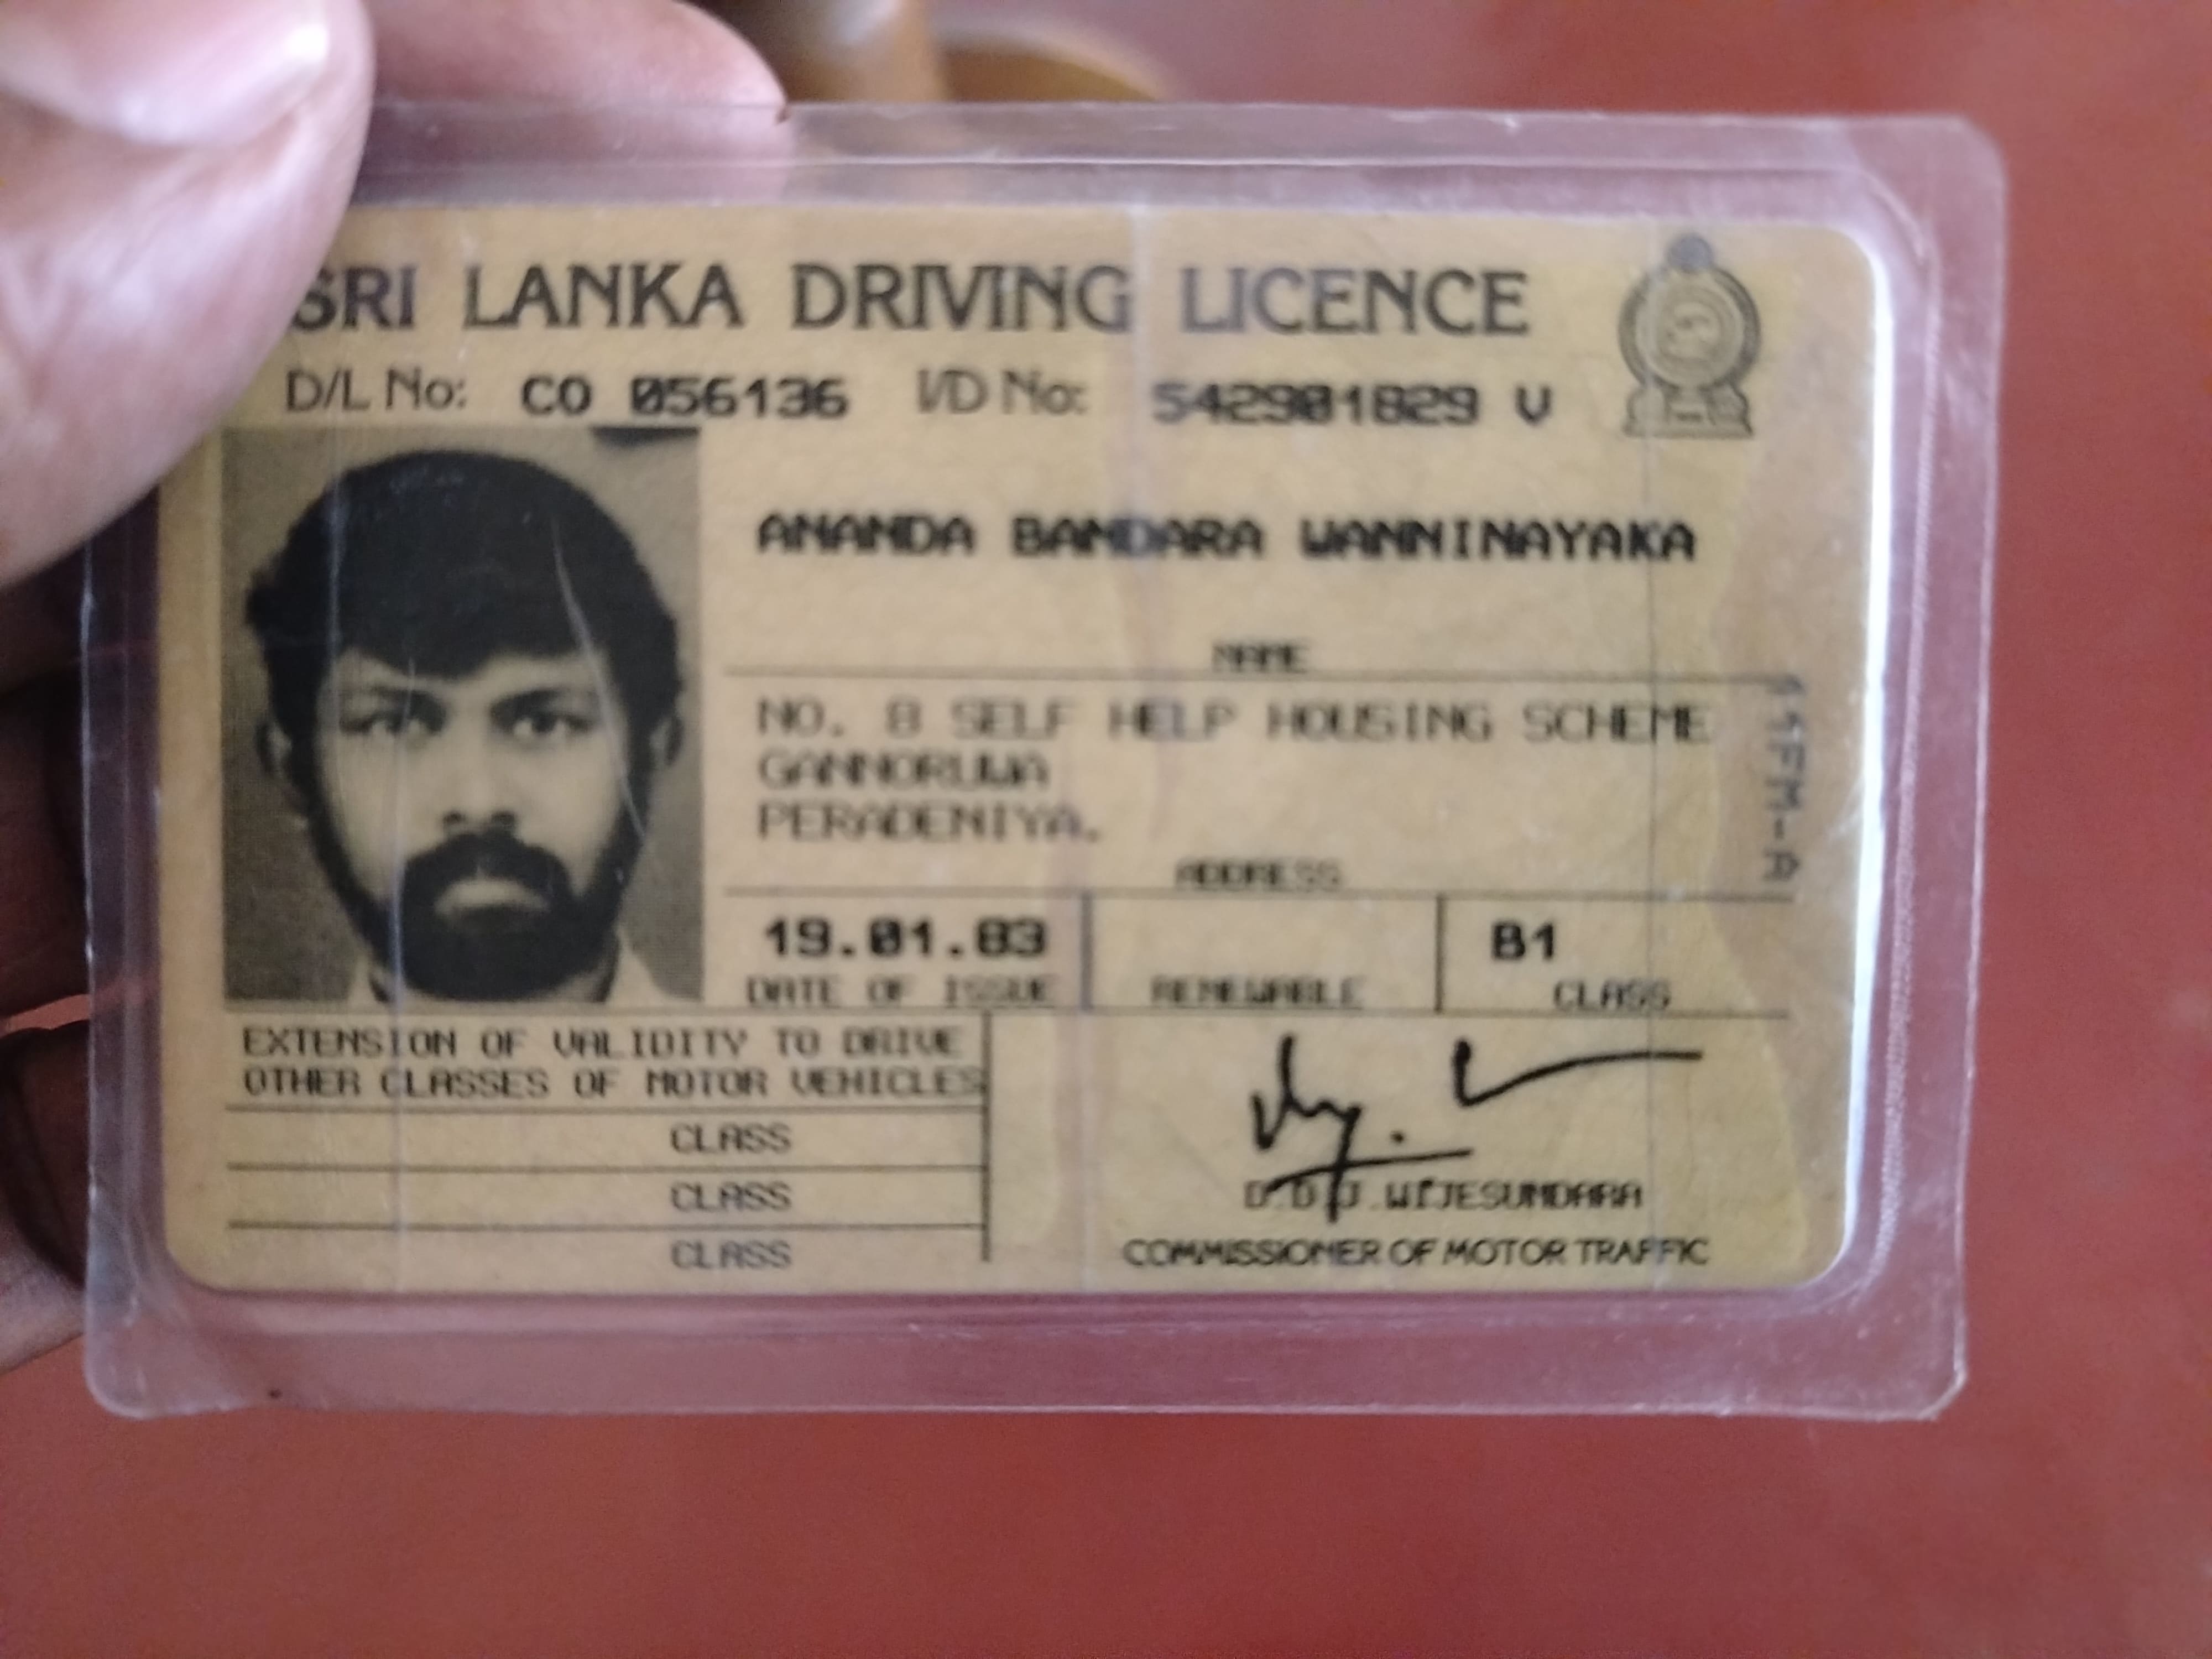 SRI LANKA DRIVING LICENCE
D/L No: CO 056136 I/D No: 542901829 V
ANANDA BANDARA WANNINAYAKA
NAME
NO. 8 SELF HELP HOUSING SCHEME
GANNORUWA
PERADENIYA.
ADDRESS
19.01.83
DATE OF ISSUE
RENEWABLE
B1
CLASS
EXTENSION OF VALIDITY TO DRIVE
OTHER CLASSES OF MOTOR VEHICLES
CLASS
CLASS
CLASS
D.D.J.WIJESUNDARA
COMMISSIONER OF MOTOR TRAFFIC